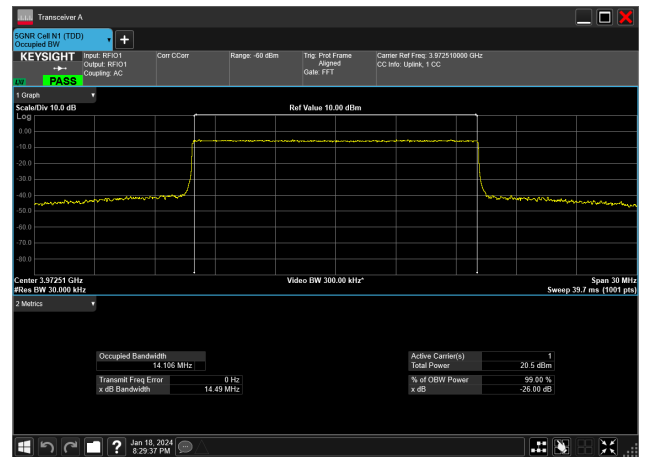 Transceiver A
5GNR Cell N1 (TDD)
Occupied BW
+
KEYSIGHT
LXI
PASS
Input: RFIO1
Output: RFIO1
Coupling: AC
Corr CCorr
Range: -60 dBm
Trig: Prot Frame
Aligned
Gate: FFT
Carrier Ref Freq: 3.972510000 GHz
CC Info: Uplink, 1 CC
1 Graph
Scale/Div 10.0 dB
Ref Value 10.00 dBm
Log
0.00
-10.0
-20.0
-30.0
-40.0
-50.0
-60.0
-70.0
-80.0
Center 3.97251 GHz
Video BW 300.00 kHz*
Span 30 MHz
#Res BW 30.000 kHz
Sweep 39.7 ms (1001 pts)
2 Metrics
Occupied Bandwidth
14.106 MHz
Transmit Freq Error 0 Hz
x dB Bandwidth 14.49 MHz
Active Carrier(s) 1
Total Power 20.5 dBm
% of OBW Power 99.00 %
x dB -26.00 dB
?
Jan 18, 2024
8:29:37 PM